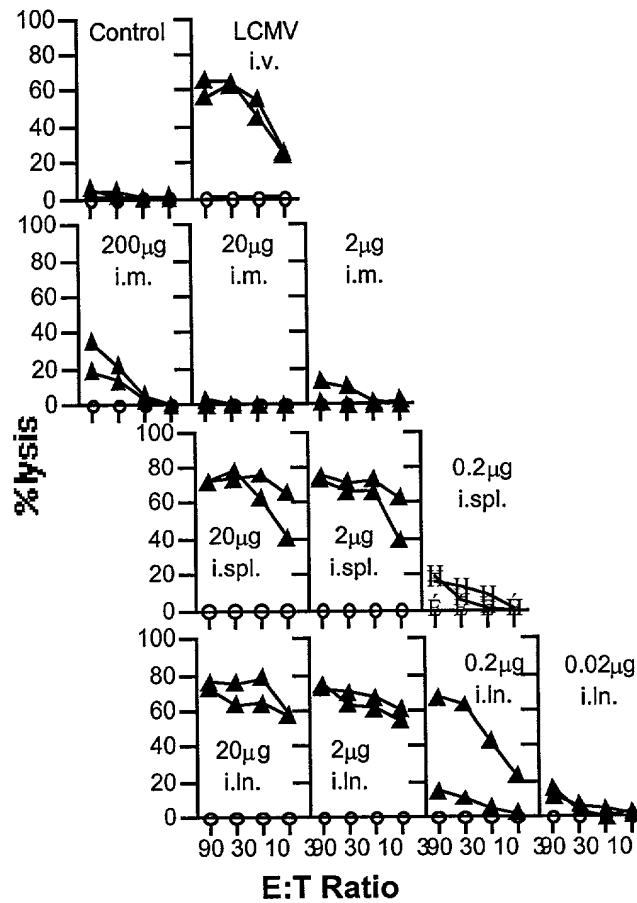 100
80
60
40
20
0
Control
LCMV
i.v.
100
80
60
40
20
0
200µg
i.m.
20µg
i.m.
2µg
i.m.
%lysis
100
80
60
40
20
0
20µg
i.spl.
2µg
i.spl.
0.2µg
i.spl.
H H H H
É É É É
100
80
60
40
20
0
20µg
i.ln.
2µg
i.ln.
0.2µg
i.ln.
0.02µg
i.ln.
90 30 10 3 90 30 10 3 90 30 10 3 90 30 10
E:T Ratio